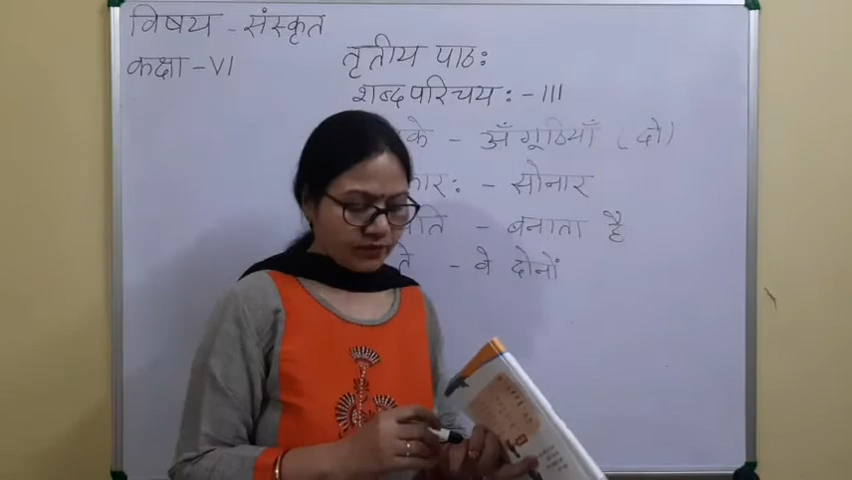 विषय - संस्कृत
कक्षा - VI
तृतीय पाठ:
शब्दपरिचय: - III
के - अँगूठियाँ (दो)
कार: - सोनार
ति - बनाता है
ते - वे दोनों